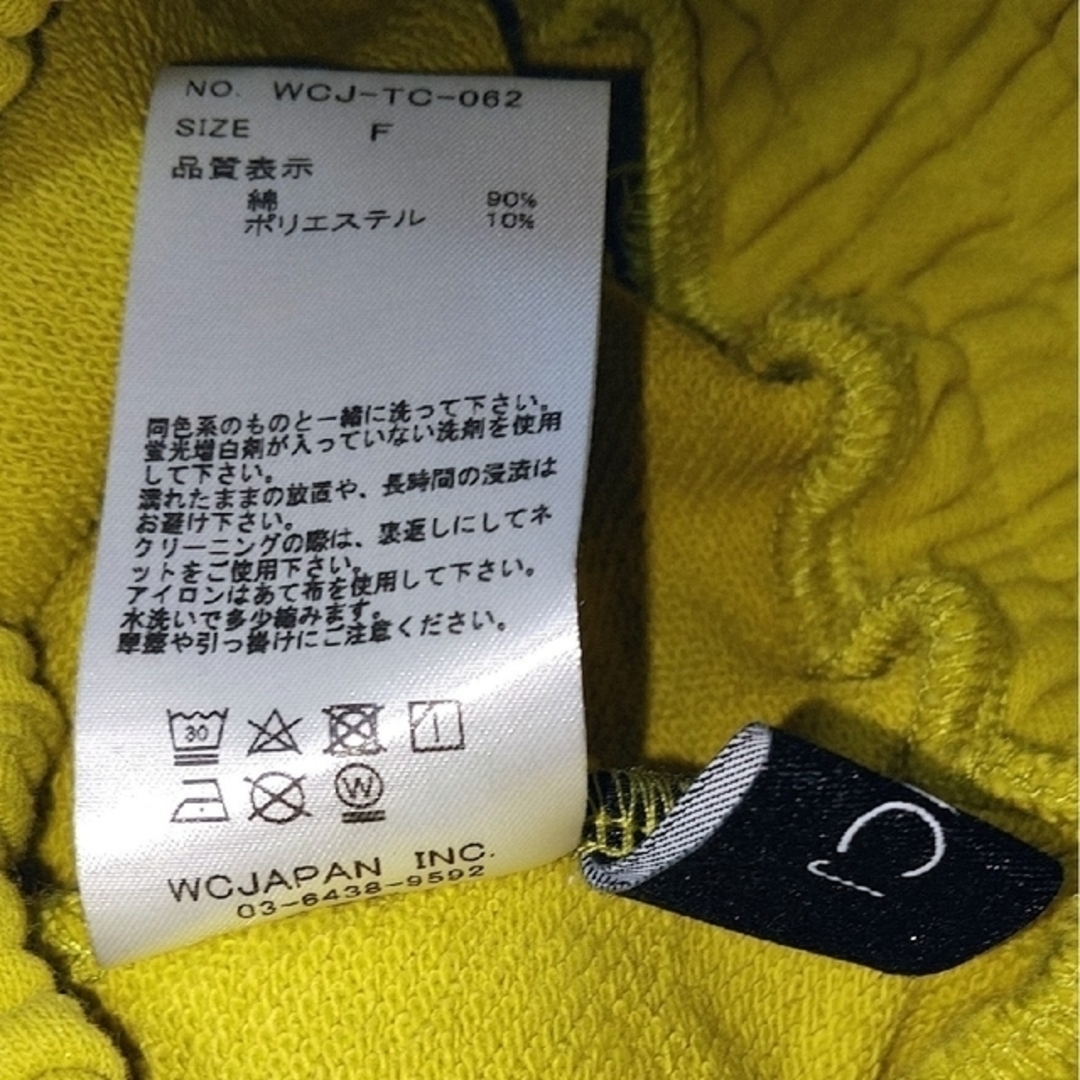 NO. WCJ-TC-062
SIZE F
品質表示
綿 90%
ポリエステル 10%
同色系のものと一緒に洗って下さい。
蛍光増白剤が入っていない洗剤を使用
して下さい。
濡れたままの放置や、長時間の浸漬は
お避け下さい。
クリーニングの際は、裏返しにしてネ
ットをご使用下さい。
アイロンはあて布を使用して下さい。
水洗いで多少縮みます。
摩擦や引っ掛けにご注意ください。
30
W
WCJAPAN INC.
03-6438-9592